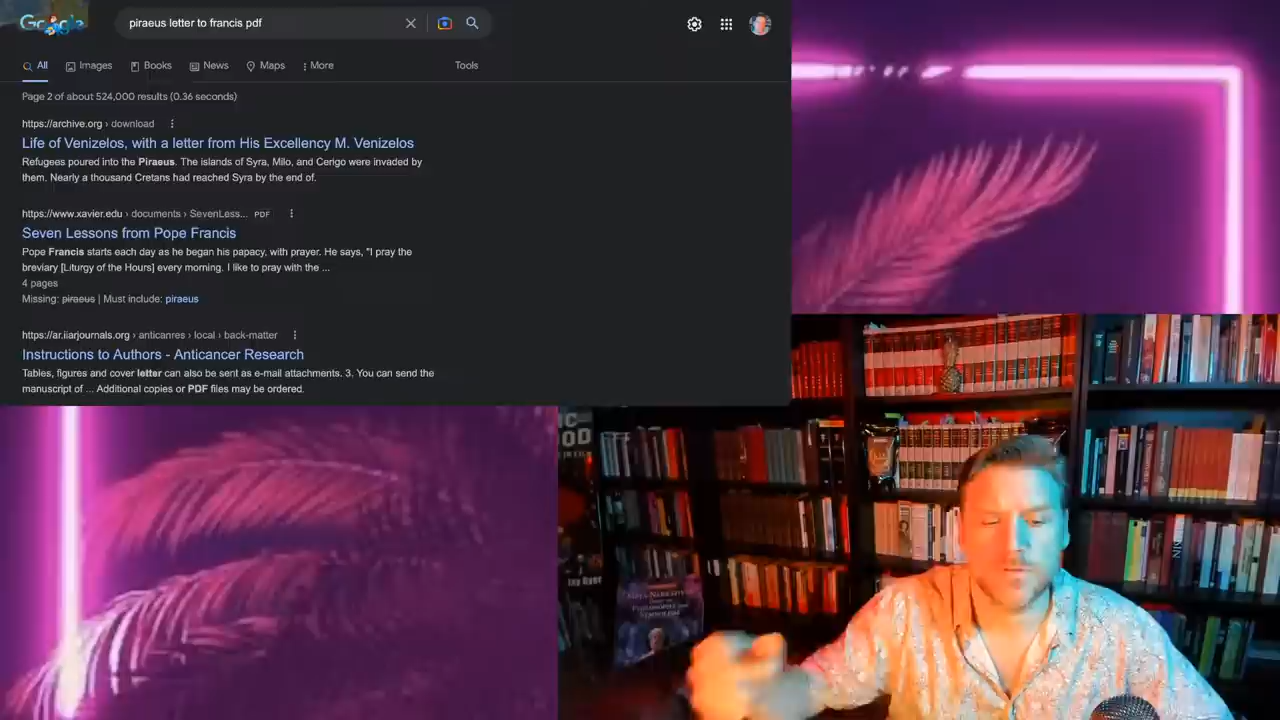 Google
piraeus letter to francis pdf
All Images Books News Maps More Tools
Page 2 of about 524,000 results (0.36 seconds)
https://archive.org › download
Life of Venizelos, with a letter from His Excellency M. Venizelos
Refugees poured into the Piraeus. The islands of Syra, Milo, and Cerigo were invaded by
them. Nearly a thousand Cretans had reached Syra by the end of.
https://www.xavier.edu › documents › SevenLess... PDF
Seven Lessons from Pope Francis
Pope Francis starts each day as he began his papacy, with prayer. He says, "I pray the
breviary [Liturgy of the Hours] every morning. I like to pray with the ...
4 pages
Missing: piraeus | Must include: piraeus
https://ar.iiarjournals.org › anticanres › local › back-matter
Instructions to Authors - Anticancer Research
Tables, figures and cover letter can also be sent as e-mail attachments. 3. You can send the
manuscript of ... Additional copies or PDF files may be ordered.
Jay Dyer